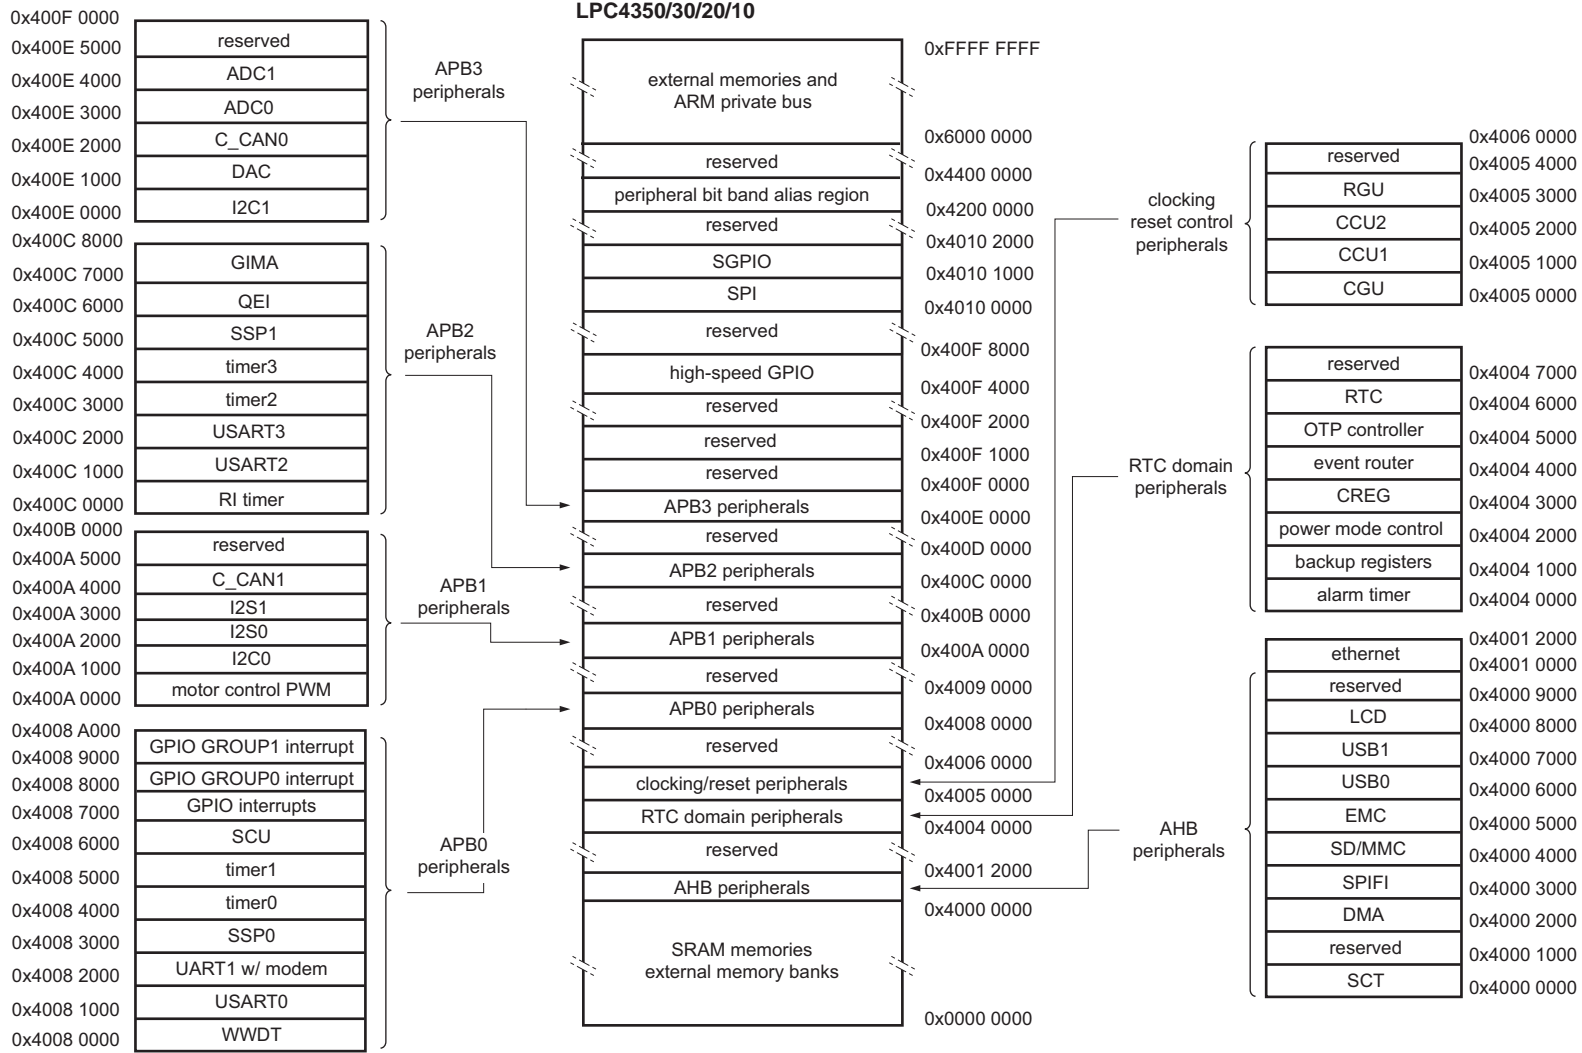 LPC4350/30/20/10
0x400F 0000
reserved
0x400E 5000
ADC1
0x400E 4000
ADC0
0x400E 3000
C_CAN0
0x400E 2000
DAC
0x400E 1000
I2C1
0x400E 0000
APB3
peripherals
0x400C 8000
GIMA
0x400C 7000
QEI
0x400C 6000
SSP1
0x400C 5000
timer3
0x400C 4000
timer2
0x400C 3000
USART3
0x400C 2000
USART2
0x400C 1000
RI timer
0x400C 0000
APB2
peripherals
0x400B 0000
reserved
0x400A 5000
C_CAN1
0x400A 4000
I2S1
0x400A 3000
I2S0
0x400A 2000
I2C0
0x400A 1000
motor control PWM
0x400A 0000
APB1
peripherals
0x4008 A000
GPIO GROUP1 interrupt
0x4008 9000
GPIO GROUP0 interrupt
0x4008 8000
GPIO interrupts
0x4008 7000
SCU
0x4008 6000
timer1
0x4008 5000
timer0
0x4008 4000
SSP0
0x4008 3000
UART1 w/ modem
0x4008 2000
USART0
0x4008 1000
WWDT
0x4008 0000
APB0
peripherals
0xFFFF FFFF
external memories and
ARM private bus
0x6000 0000
reserved
0x4400 0000
peripheral bit band alias region
0x4200 0000
reserved
0x4010 2000
SGPIO
0x4010 1000
SPI
0x4010 0000
reserved
0x400F 8000
high-speed GPIO
0x400F 4000
reserved
0x400F 2000
reserved
0x400F 1000
reserved
0x400F 0000
APB3 peripherals
0x400E 0000
reserved
0x400D 0000
APB2 peripherals
0x400C 0000
reserved
0x400B 0000
APB1 peripherals
0x400A 0000
reserved
0x4009 0000
APB0 peripherals
0x4008 0000
reserved
0x4006 0000
clocking/reset peripherals
0x4005 0000
RTC domain peripherals
0x4004 0000
reserved
0x4001 2000
AHB peripherals
0x4000 0000
SRAM memories
external memory banks
0x0000 0000
clocking
reset control
peripherals
0x4006 0000
reserved
0x4005 4000
RGU
0x4005 3000
CCU2
0x4005 2000
CCU1
0x4005 1000
CGU
0x4005 0000
RTC domain
peripherals
reserved
0x4004 7000
RTC
0x4004 6000
OTP controller
0x4004 5000
event router
0x4004 4000
CREG
0x4004 3000
power mode control
0x4004 2000
backup registers
0x4004 1000
alarm timer
0x4004 0000
AHB
peripherals
0x4001 2000
ethernet
0x4001 0000
reserved
0x4000 9000
LCD
0x4000 8000
USB1
0x4000 7000
USB0
0x4000 6000
EMC
0x4000 5000
SD/MMC
0x4000 4000
SPIFI
0x4000 3000
DMA
0x4000 2000
reserved
0x4000 1000
SCT
0x4000 0000